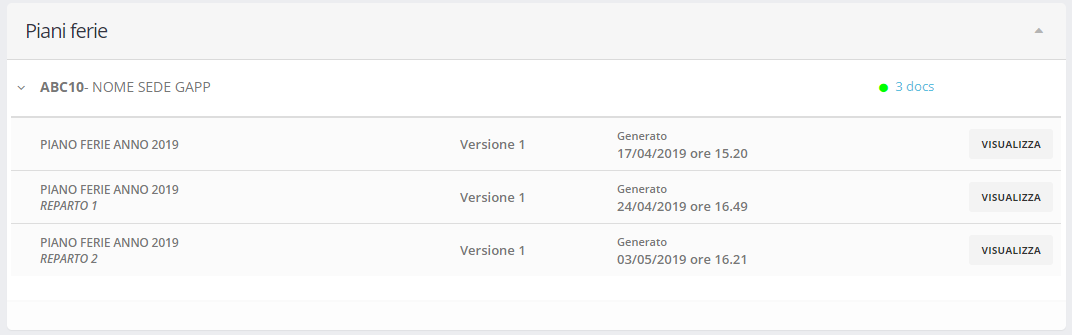 Piani ferie
ABC10- NOME SEDE GAPP
3 docs
PIANO FERIE ANNO 2019
Versione 1
Generato
17/04/2019 ore 15.20
VISUALIZZA
PIANO FERIE ANNO 2019
REPARTO 1
Versione 1
Generato
24/04/2019 ore 16.49
VISUALIZZA
PIANO FERIE ANNO 2019
REPARTO 2
Versione 1
Generato
03/05/2019 ore 16.21
VISUALIZZA